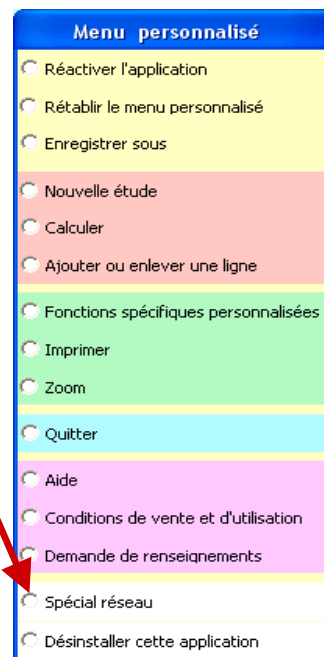 Menu personnalisé
Réactiver l'application
Rétablir le menu personnalisé
Enregistrer sous
Nouvelle étude
Calculer
Ajouter ou enlever une ligne
Fonctions spécifiques personnalisées
Imprimer
Zoom
Quitter
Aide
Conditions de vente et d'utilisation
Demande de renseignements
Spécial réseau
Désinstaller cette application